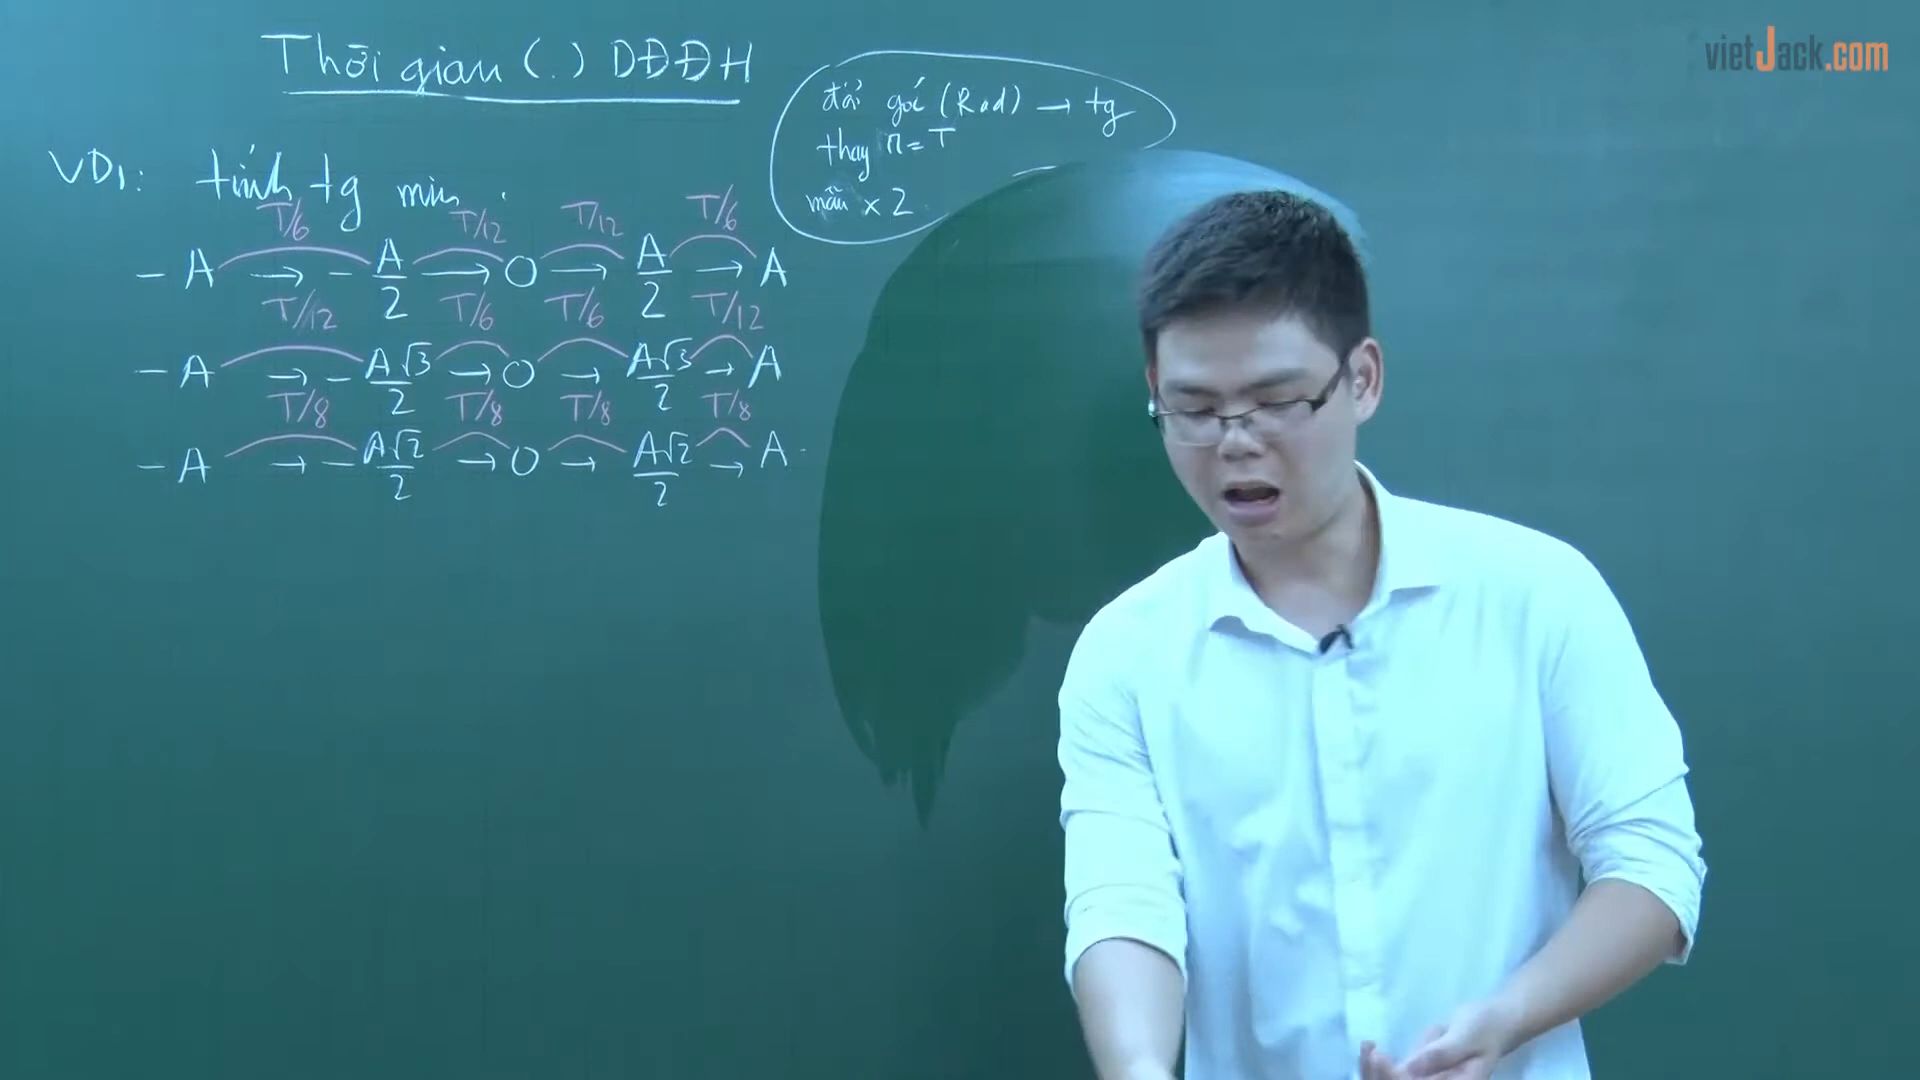 Thời gian (.) DĐĐH
vietJack.com
đổi góc (Rad) → tg
thay π = T
mẫu x 2
VD1: tính tg min
T/6 T/12 T/12 T/6
- A → - A/2 → O → A/2 → A
T/12 T/6 T/6 T/12
- A → - A√3/2 → O → A√3/2 → A
T/8 T/8 T/8 T/8
- A → - A√2/2 → O → A√2/2 → A